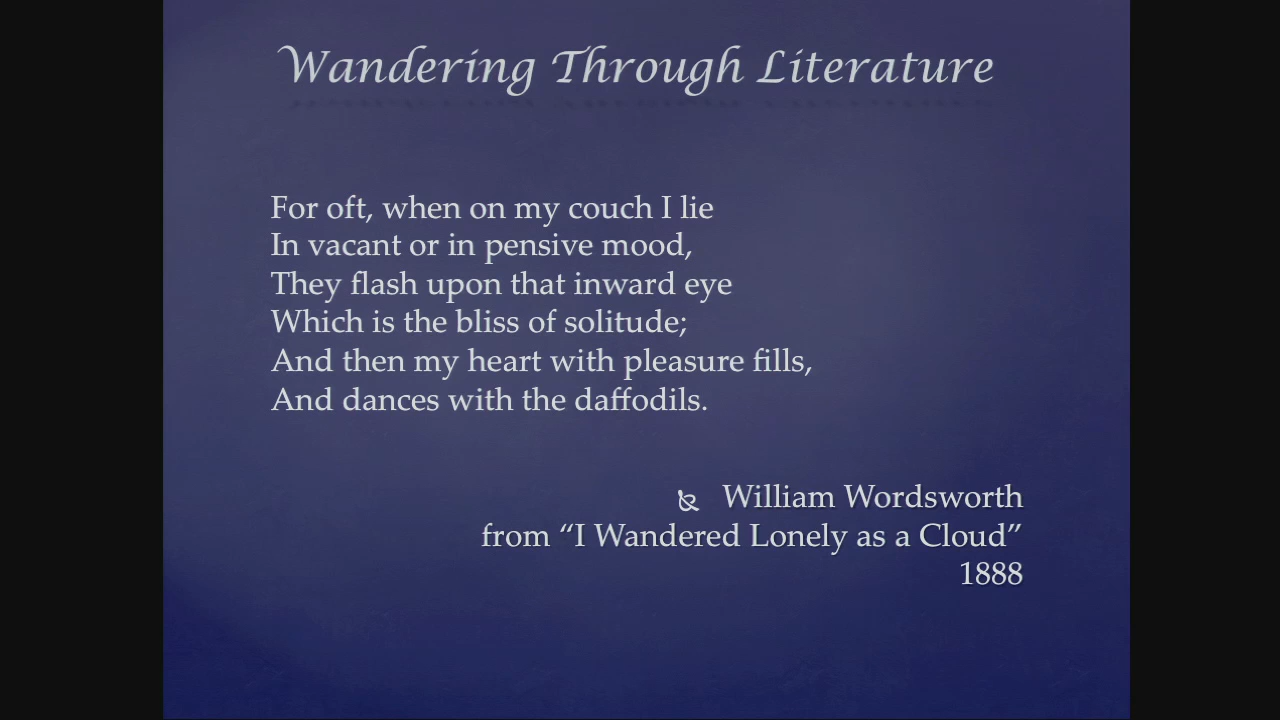 Wandering Through Literature
For oft, when on my couch I lie
In vacant or in pensive mood,
They flash upon that inward eye
Which is the bliss of solitude;
And then my heart with pleasure fills,
And dances with the daffodils.
William Wordsworth
from “I Wandered Lonely as a Cloud”
1888